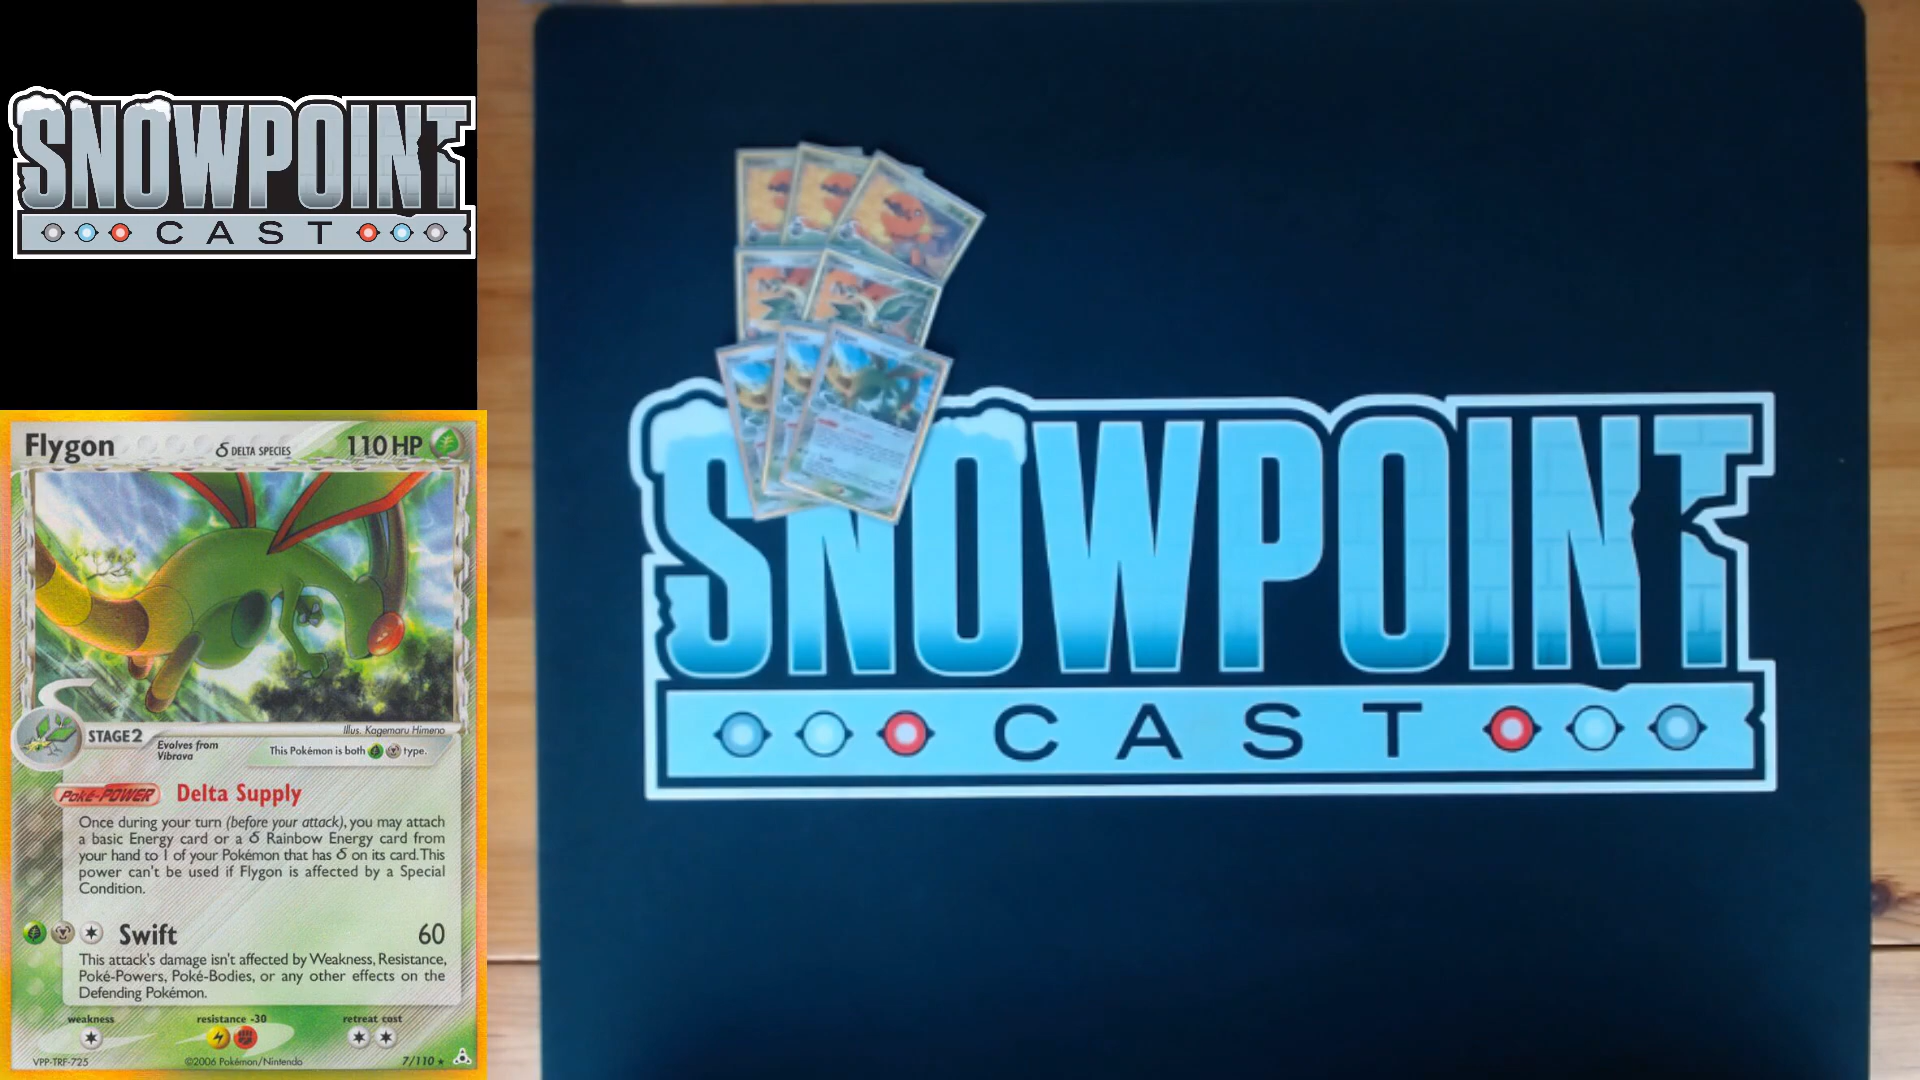 SNOWPOINT
CAST
Flygon
δ DELTA SPECIES
110 HP
Illus. Kagemaru Himeno
STAGE2
Evolves from
Vibrava
This Pokémon is both type.
Poké-POWER Delta Supply
Once during your turn (before your attack), you may attach
a basic Energy card or a δ Rainbow Energy card from
your hand to 1 of your Pokémon that has δ on its card. This
power can't be used if Flygon is affected by a Special
Condition.
Swift 60
This attack's damage isn't affected by Weakness, Resistance,
Poké-Powers, Poké-Bodies, or any other effects on the
Defending Pokémon.
weakness
resistance -30
retreat cost
VPP-TRF-725
©2006 Pokémon/Nintendo
7/110 ★
SNOWPOINT
CAST